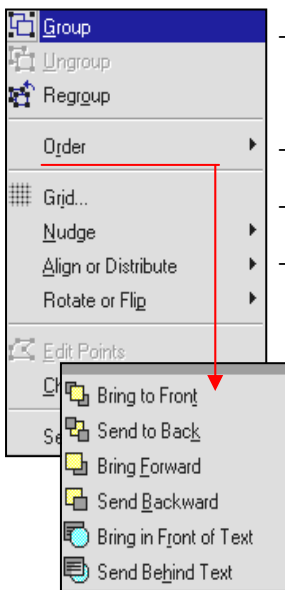 Group
Ungroup
Regroup
Order
Grid...
Nudge
Align or Distribute
Rotate or Flip
Edit Points
Bring to Front
Send to Back
Bring Forward
Send Backward
Bring in Front of Text
Send Behind Text